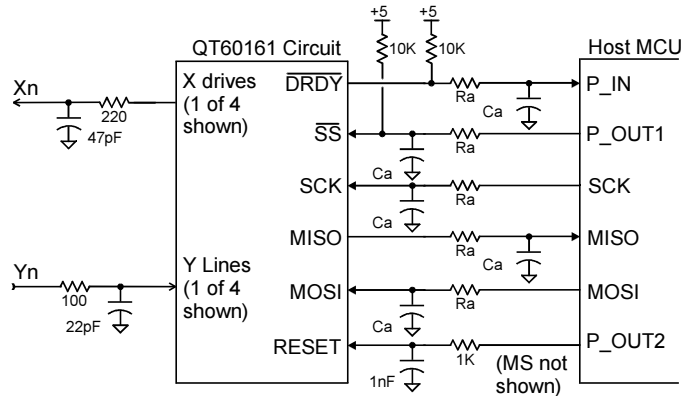 +5
+5
QT60161 Circuit
10K
10K
Host MCU
Xn
X drives
(1 of 4
shown)
DRDY
P_IN
220
47pF
Ra
Ca
SS
P_OUT1
Ra
Ca
SCK
SCK
Ra
Ca
MISO
MISO
Ra
Ca
Yn
Y Lines
(1 of 4
shown)
100
22pF
MOSI
MOSI
Ra
Ca
RESET
P_OUT2
1K
1nF
(MS not
shown)